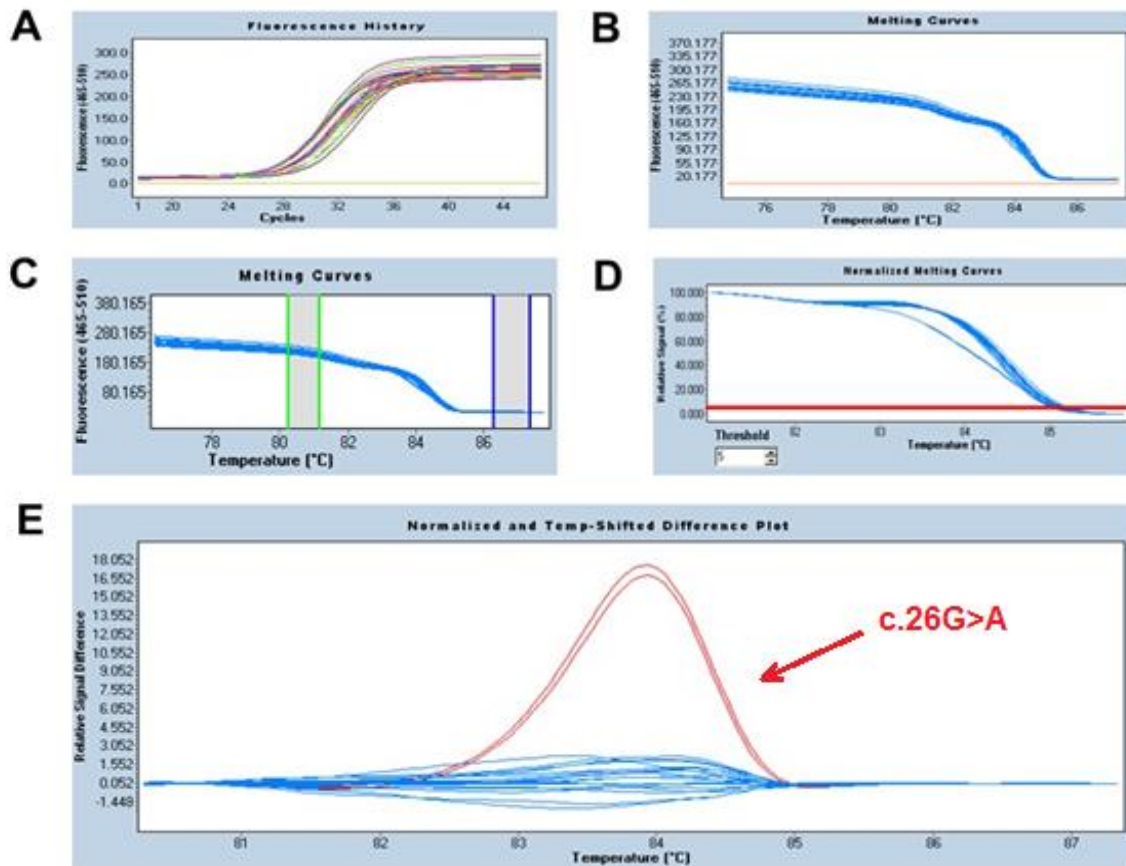 A
Fluorescence History
Fluorescence (465-510)
300.0
250.0
200.0
150.0
100.0
50.0
0.0
1 20 24 28 32 36 40 44
Cycles
B
Melting Curves
Fluorescence (465-510)
370.177
330.177
300.177
265.177
230.177
195.177
160.177
125.177
90.177
55.177
20.177
76 78 80 82 84 86
Temperature (°C)
C
Melting Curves
Fluorescence (465-510)
380.165
280.165
180.165
80.165
78 80 82 84 86
Temperature (°C)
D
Normalized Melting Curves
Relative Signal (%)
100.000
80.000
60.000
40.000
20.000
0.000
82 83 84 85
Temperature (°C)
Threshold
5
E
Normalized and Temp-Shifted Difference Plot
Relative Signal Difference
18.052
16.552
15.052
13.552
12.052
10.552
9.052
7.552
6.052
4.552
3.052
1.552
0.052
-1.448
c.26G>A
81 82 83 84 85 86 87
Temperature (°C)